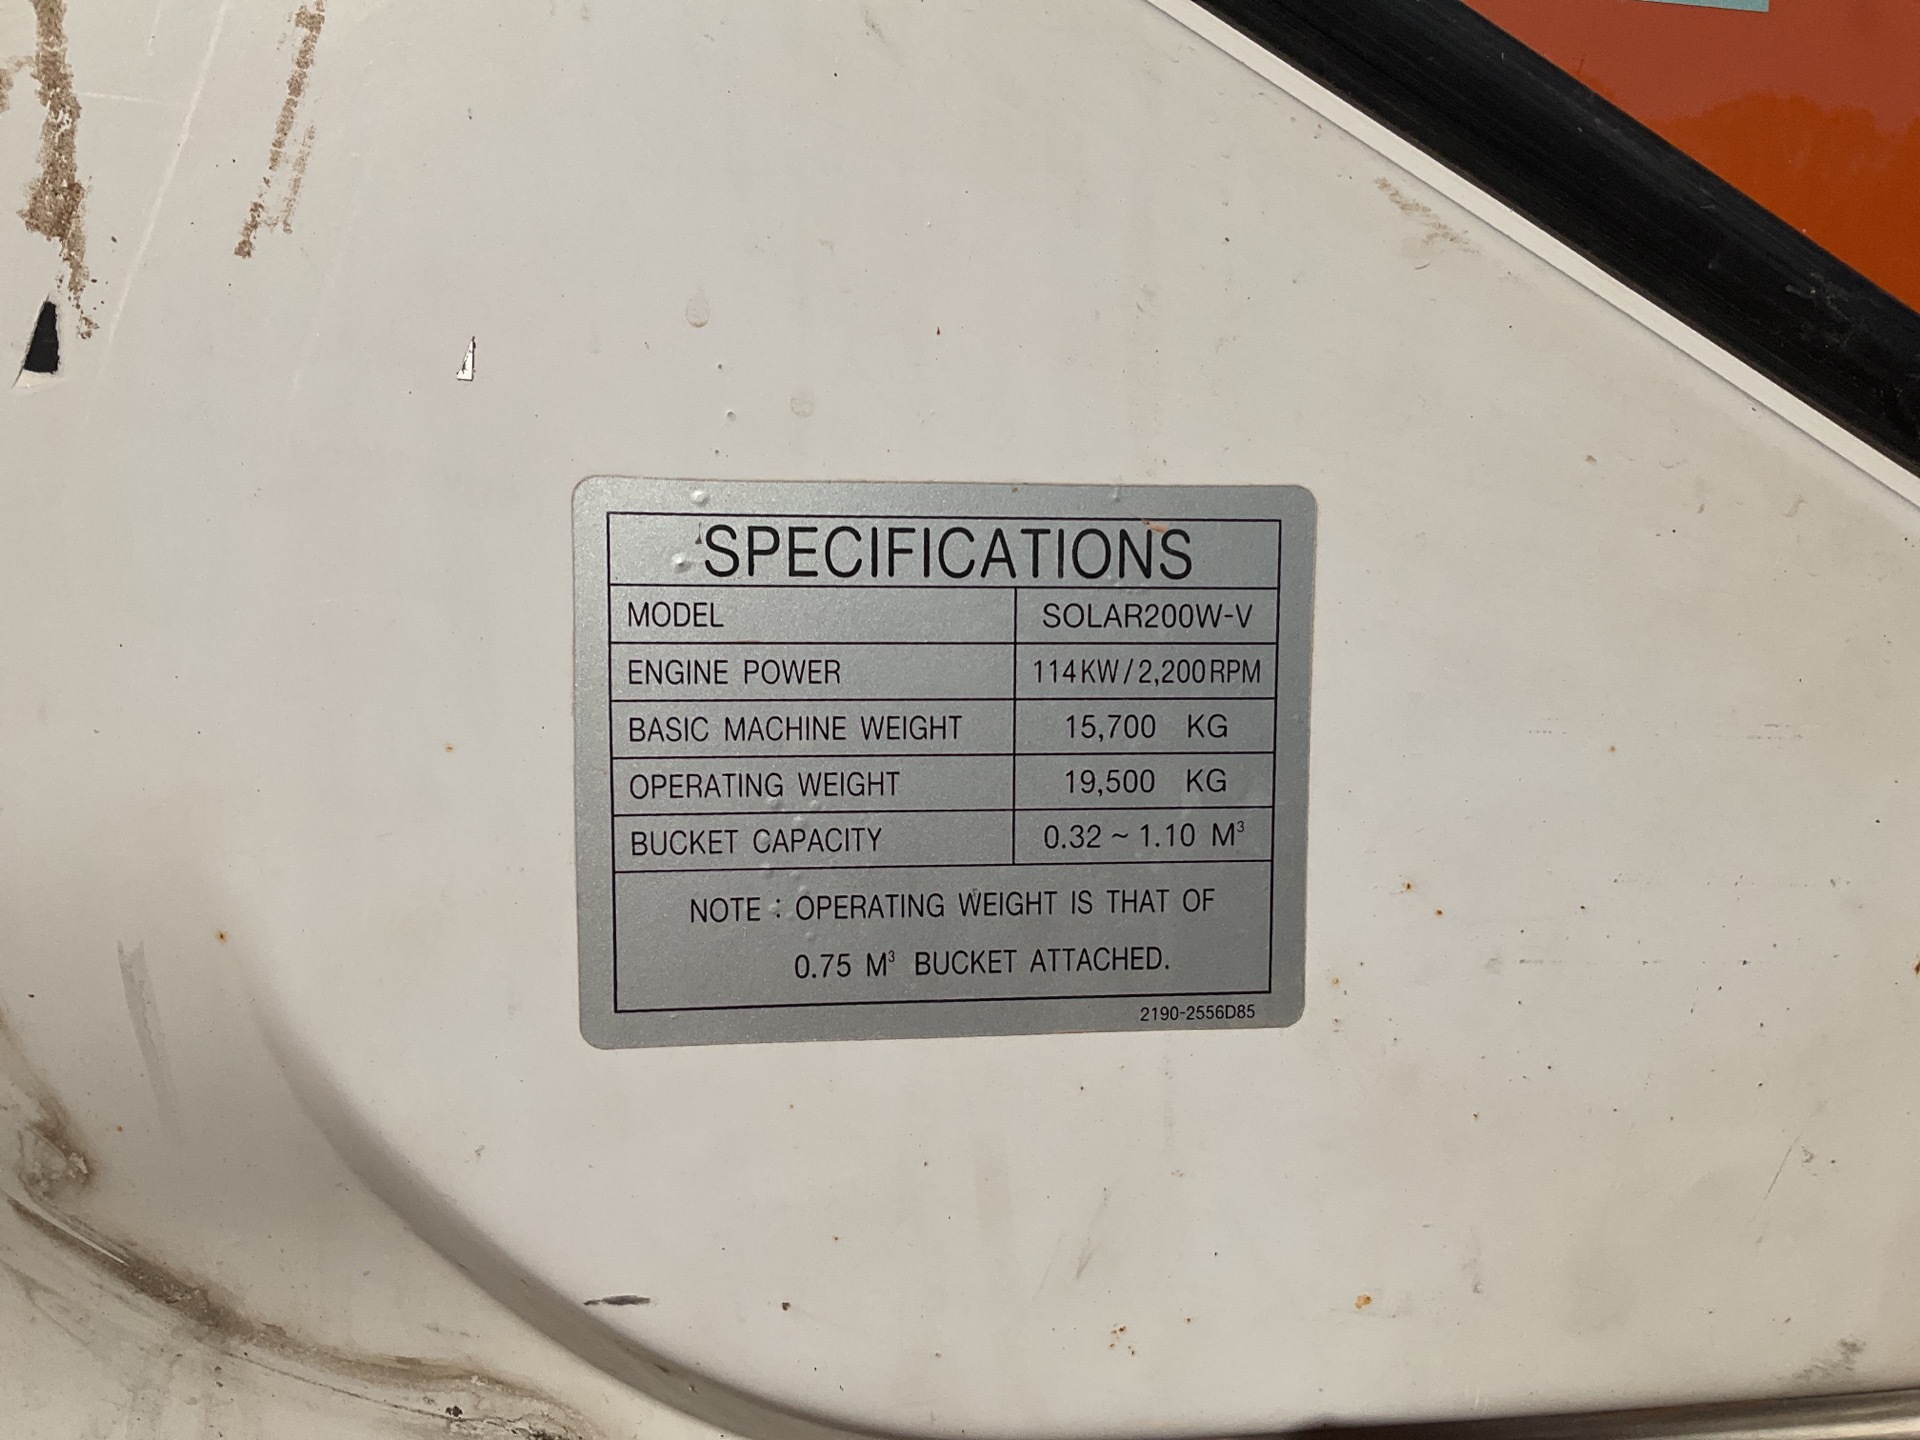 SPECIFICATIONS
MODEL SOLAR200W-V
ENGINE POWER 114KW/2,200RPM
BASIC MACHINE WEIGHT 15,700 KG
OPERATING WEIGHT 19,500 KG
BUCKET CAPACITY 0.32 ~ 1.10 M³
NOTE : OPERATING WEIGHT IS THAT OF
0.75 M³ BUCKET ATTACHED.
2190-2556D85